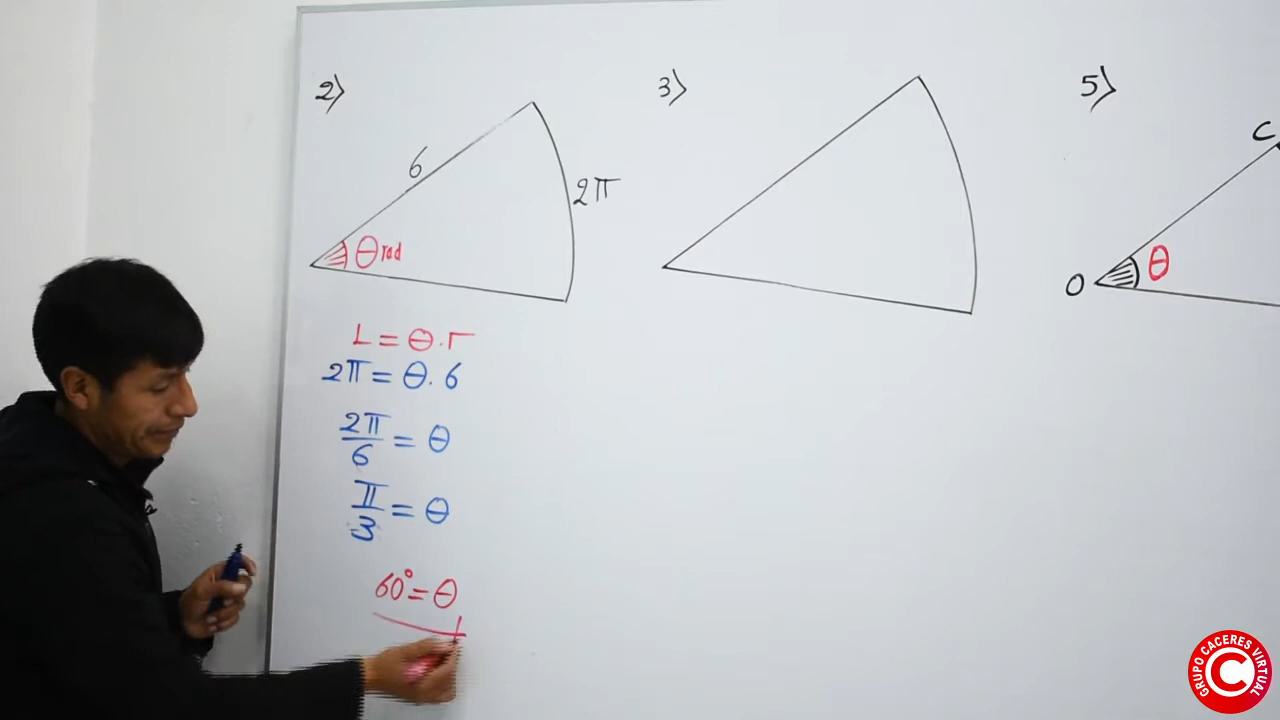 2)
6
2π
θ rad
L = θ . r
2π = θ . 6
2π/6 = θ
π/3 = θ
60° = θ
3)
5)
C
O
θ
GRUPO CACERES VIRTUAL
C